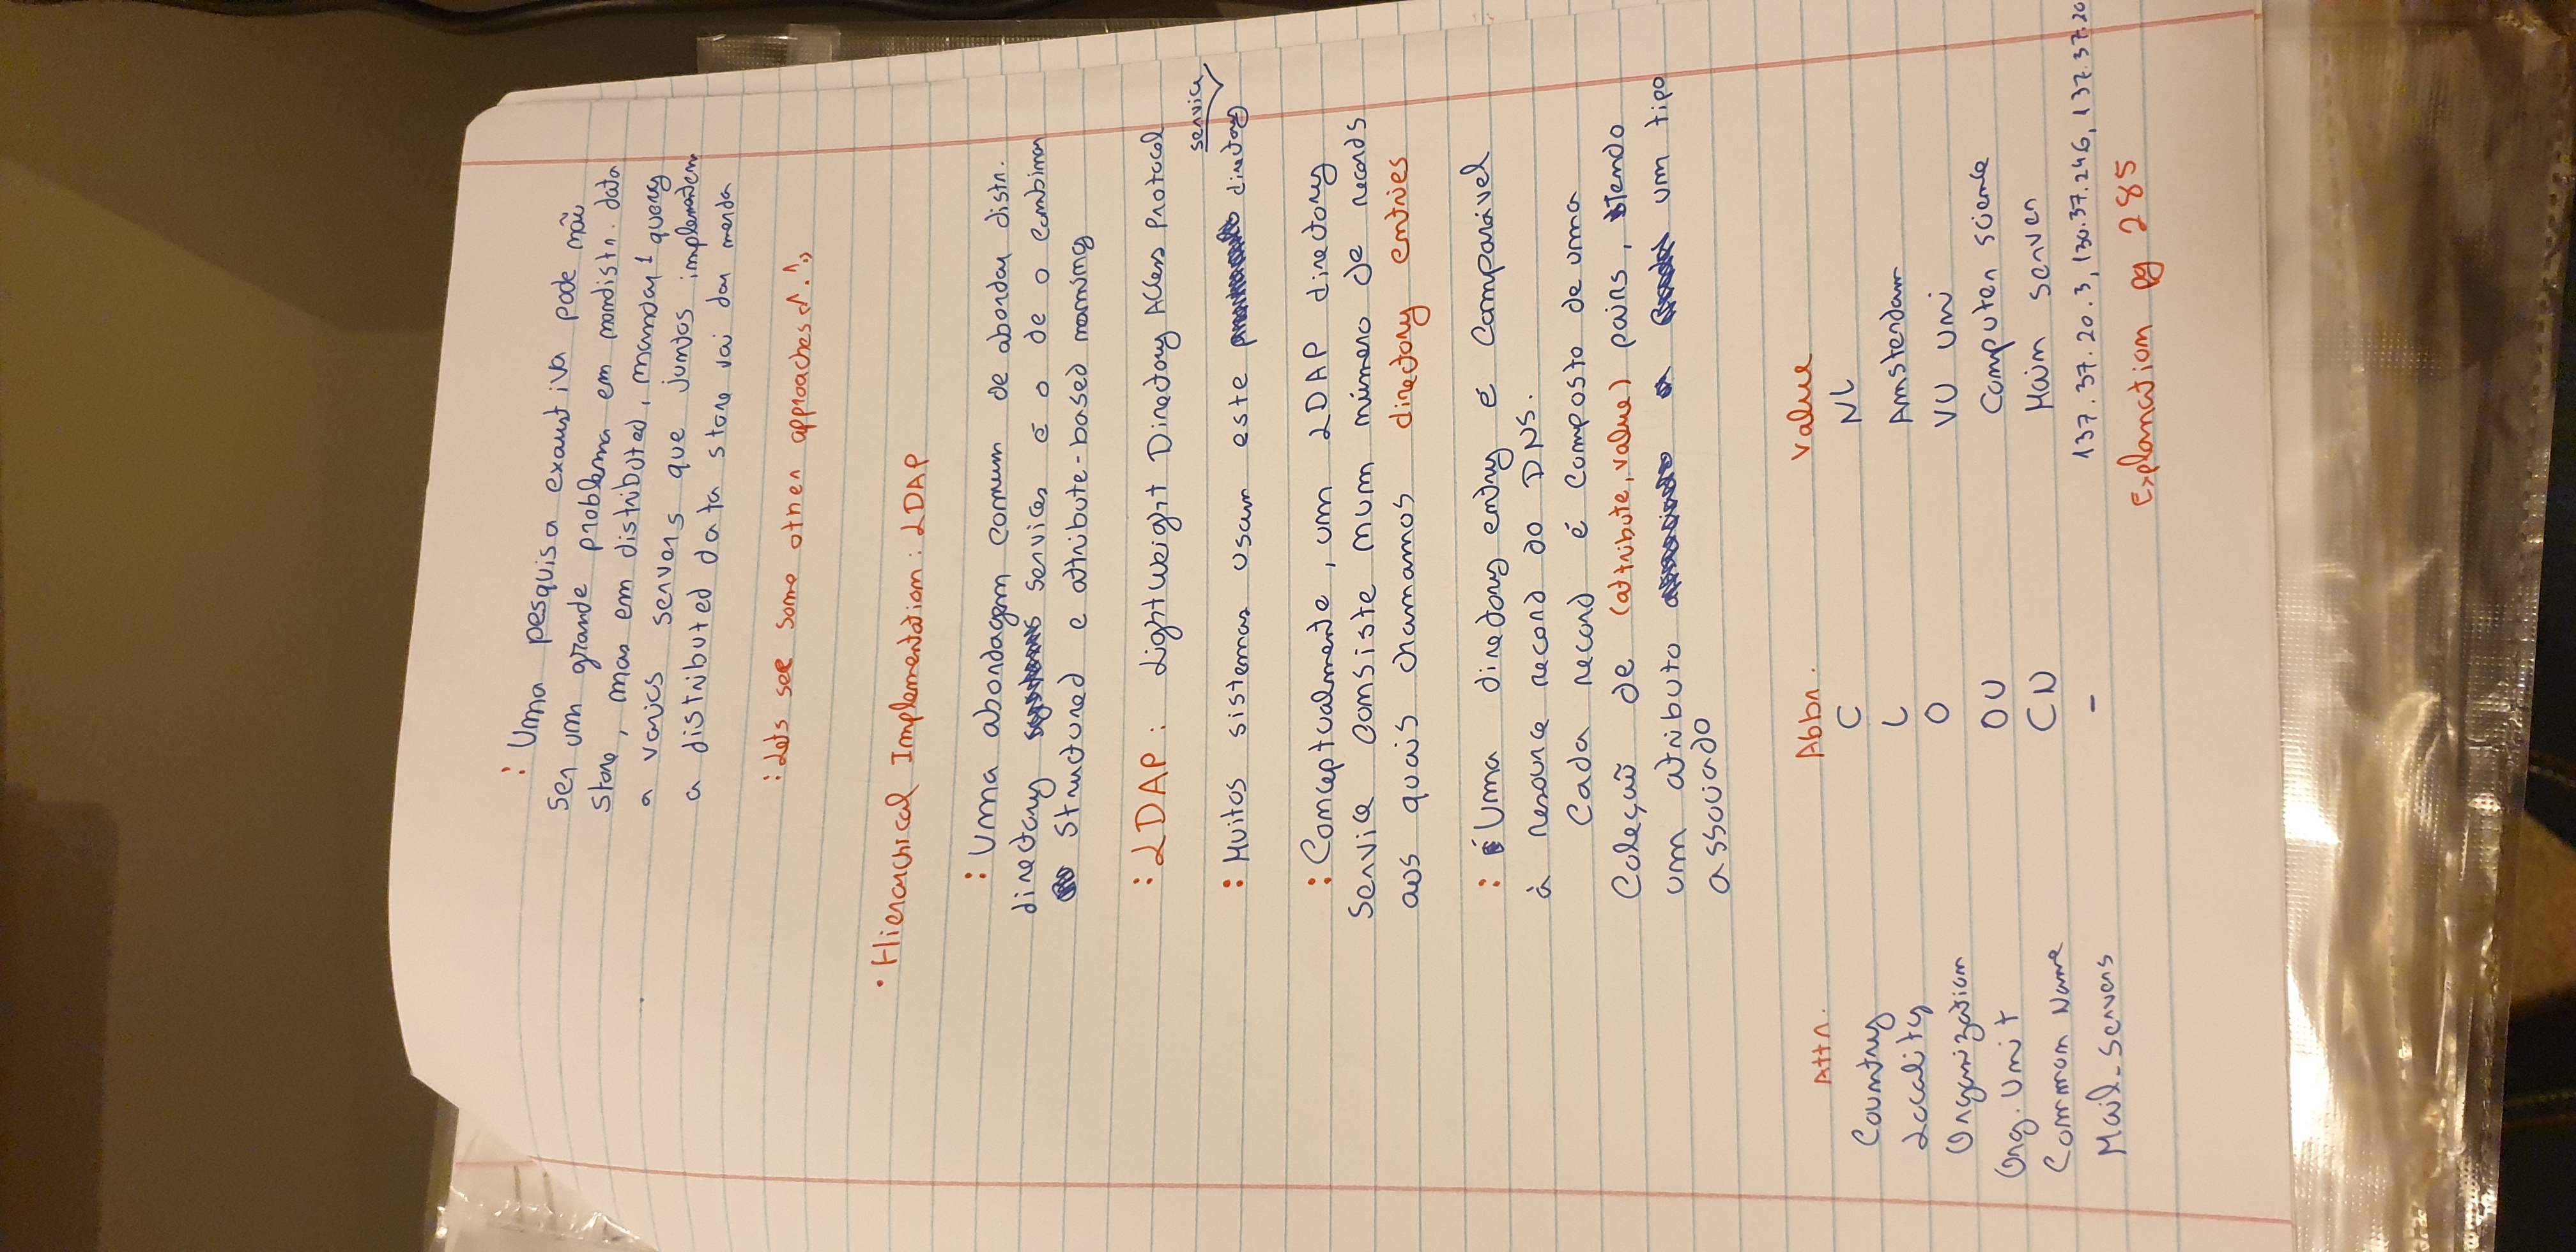 : Uma pesquisa exaustiva pode não
ser um grande problema em nondistr. data
store, mas em distributed, mandar 1 query
a varios servers que juntos implementem
a distributed data store vai dar merda
: Lets see some other approaches d^.^b
• Hierarchical Implementation: LDAP
: Uma abordagem comum de abordar distr.
directory services é o de o combinar
structured e attribute-based naming
: LDAP: Lightweight Directory Access Protocol
service
: Muitos sistemas usam este directory
: Conceptualmente, um LDAP directory
service consiste num número de records
aos quais chamamos directory entries
: Uma directory entry é comparável
à resource record do DNS.
Cada record é composto de uma
coleção de (attribute, value) pairs, tendo
um atributo um tipo
associado
Attr. Abbr. Value
Country C NL
Locality L Amsterdam
Organization O VU Uni
Org. Unit OU Computer science
Common Name CN Main server
Mail_Servers - 137.37.20.3, 130.37.24.6, 137.37.20
Explanation pg 285